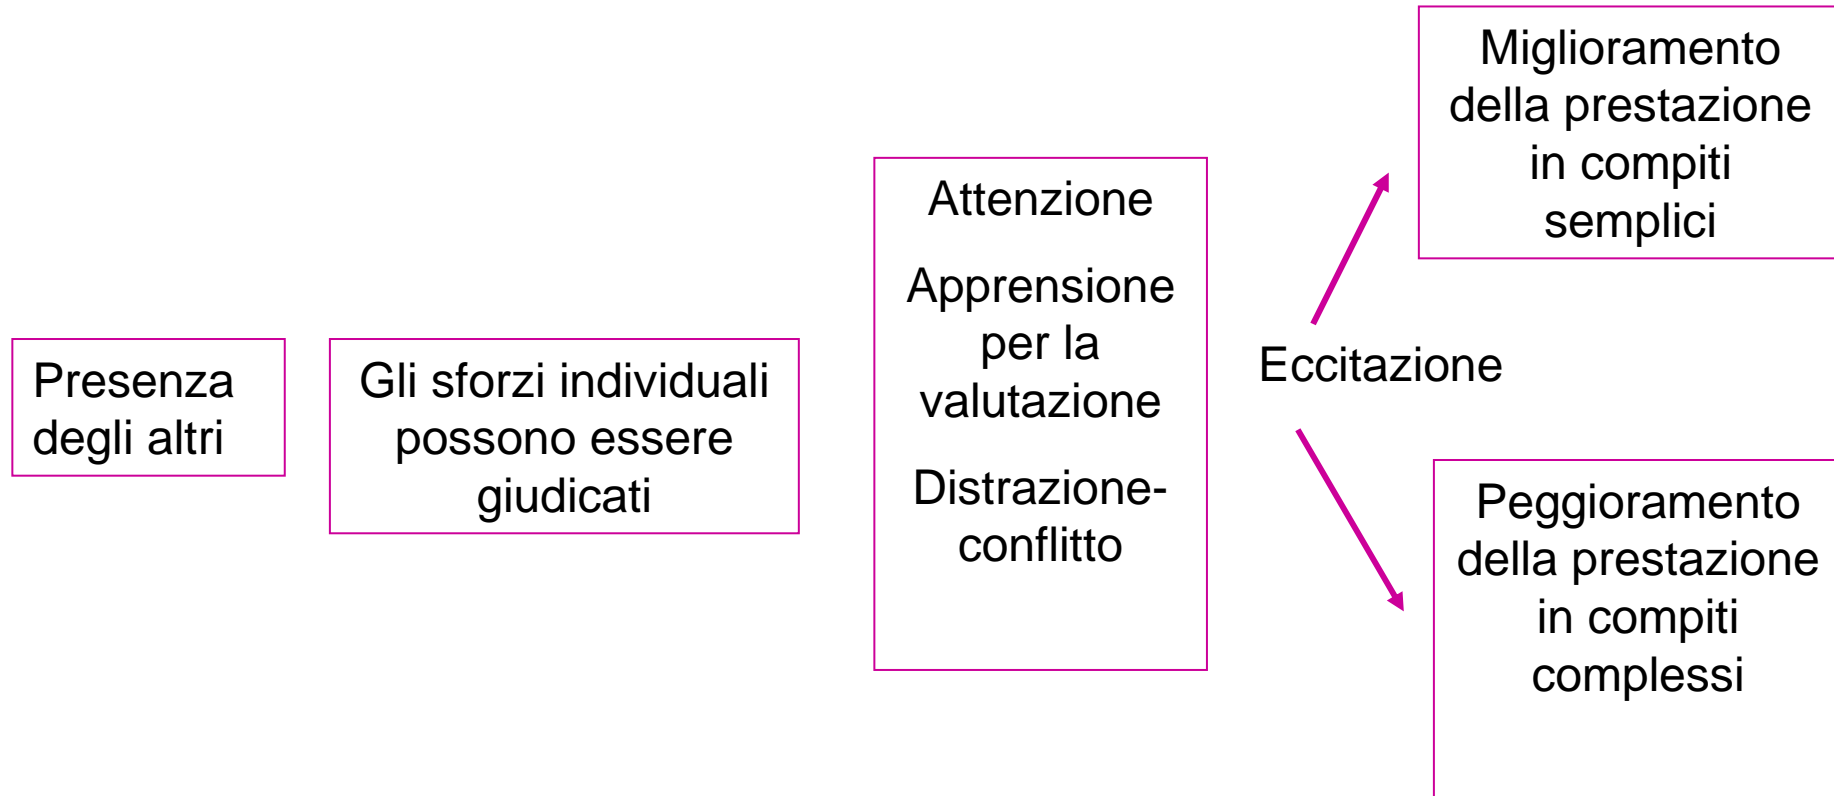 Presenza
degli altri
Gli sforzi individuali
possono essere
giudicati
Attenzione
Apprensione
per la
valutazione
Distrazione-
conflitto
Eccitazione
Miglioramento
della prestazione
in compiti
semplici
Peggioramento
della prestazione
in compiti
complessi